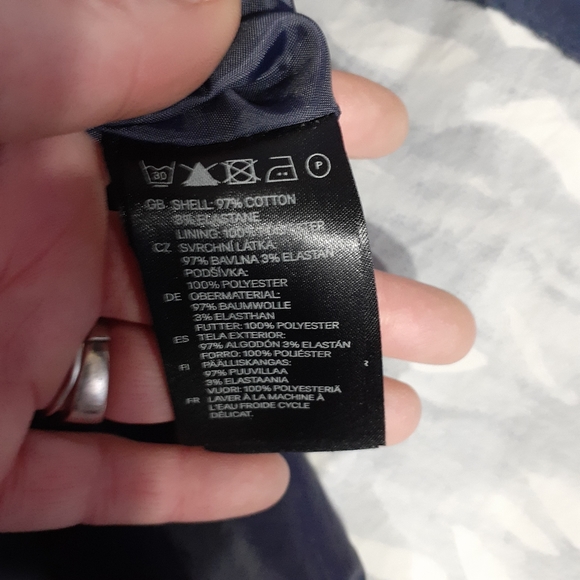 30 P
GB SHELL: 97% COTTON
3% ELASTANE
LINING: 100% POLYESTER
CZ SVRCHNÍ LÁTKA:
97% BAVLNA 3% ELASTAN
PODŠÍVKA:
100% POLYESTER
DE OBERMATERIAL:
97% BAUMWOLLE
3% ELASTHAN
FUTTER: 100% POLYESTER
ES TELA EXTERIOR:
97% ALGODÓN 3% ELASTÁN
FORRO: 100% POLIÉSTER
FI PÄÄLLISKANGAS:
97% PUUVILLAA
3% ELASTAANIA
VUORI: 100% POLYESTERIÄ
FR LAVER À LA MACHINE À
L'EAU FROIDE CYCLE
DÉLICAT.
2